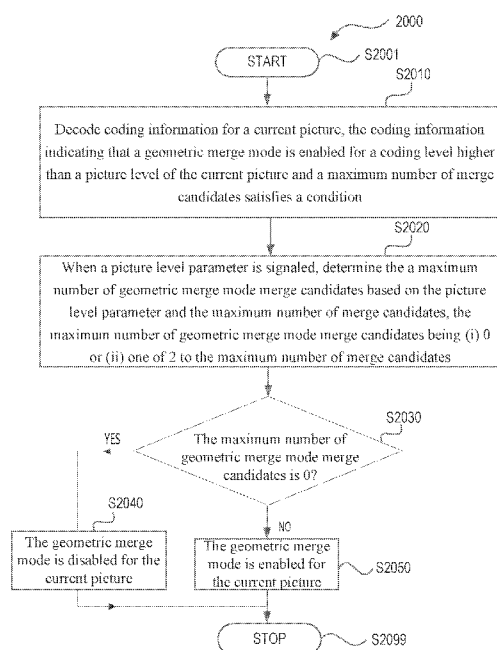 2000
START
S2001
S2010
Decode coding information for a current picture, the coding information
indicating that a geometric merge mode is enabled for a coding level higher
than a picture level of the current picture and a maximum number of merge
candidates satisfies a condition
S2020
When a picture level parameter is signaled, determine the a maximum
number of geometric merge mode merge candidates based on the picture
level parameter and the maximum number of merge candidates, the
maximum number of geometric merge mode merge candidates being (i) 0
or (ii) one of 2 to the maximum number of merge candidates
S2030
YES
The maximum number of
geometric merge mode merge
candidates is 0?
S2040
NO
The geometric merge
mode is disabled for the
current picture
The geometric merge
mode is enabled for
the current picture
S2050
STOP
S2099